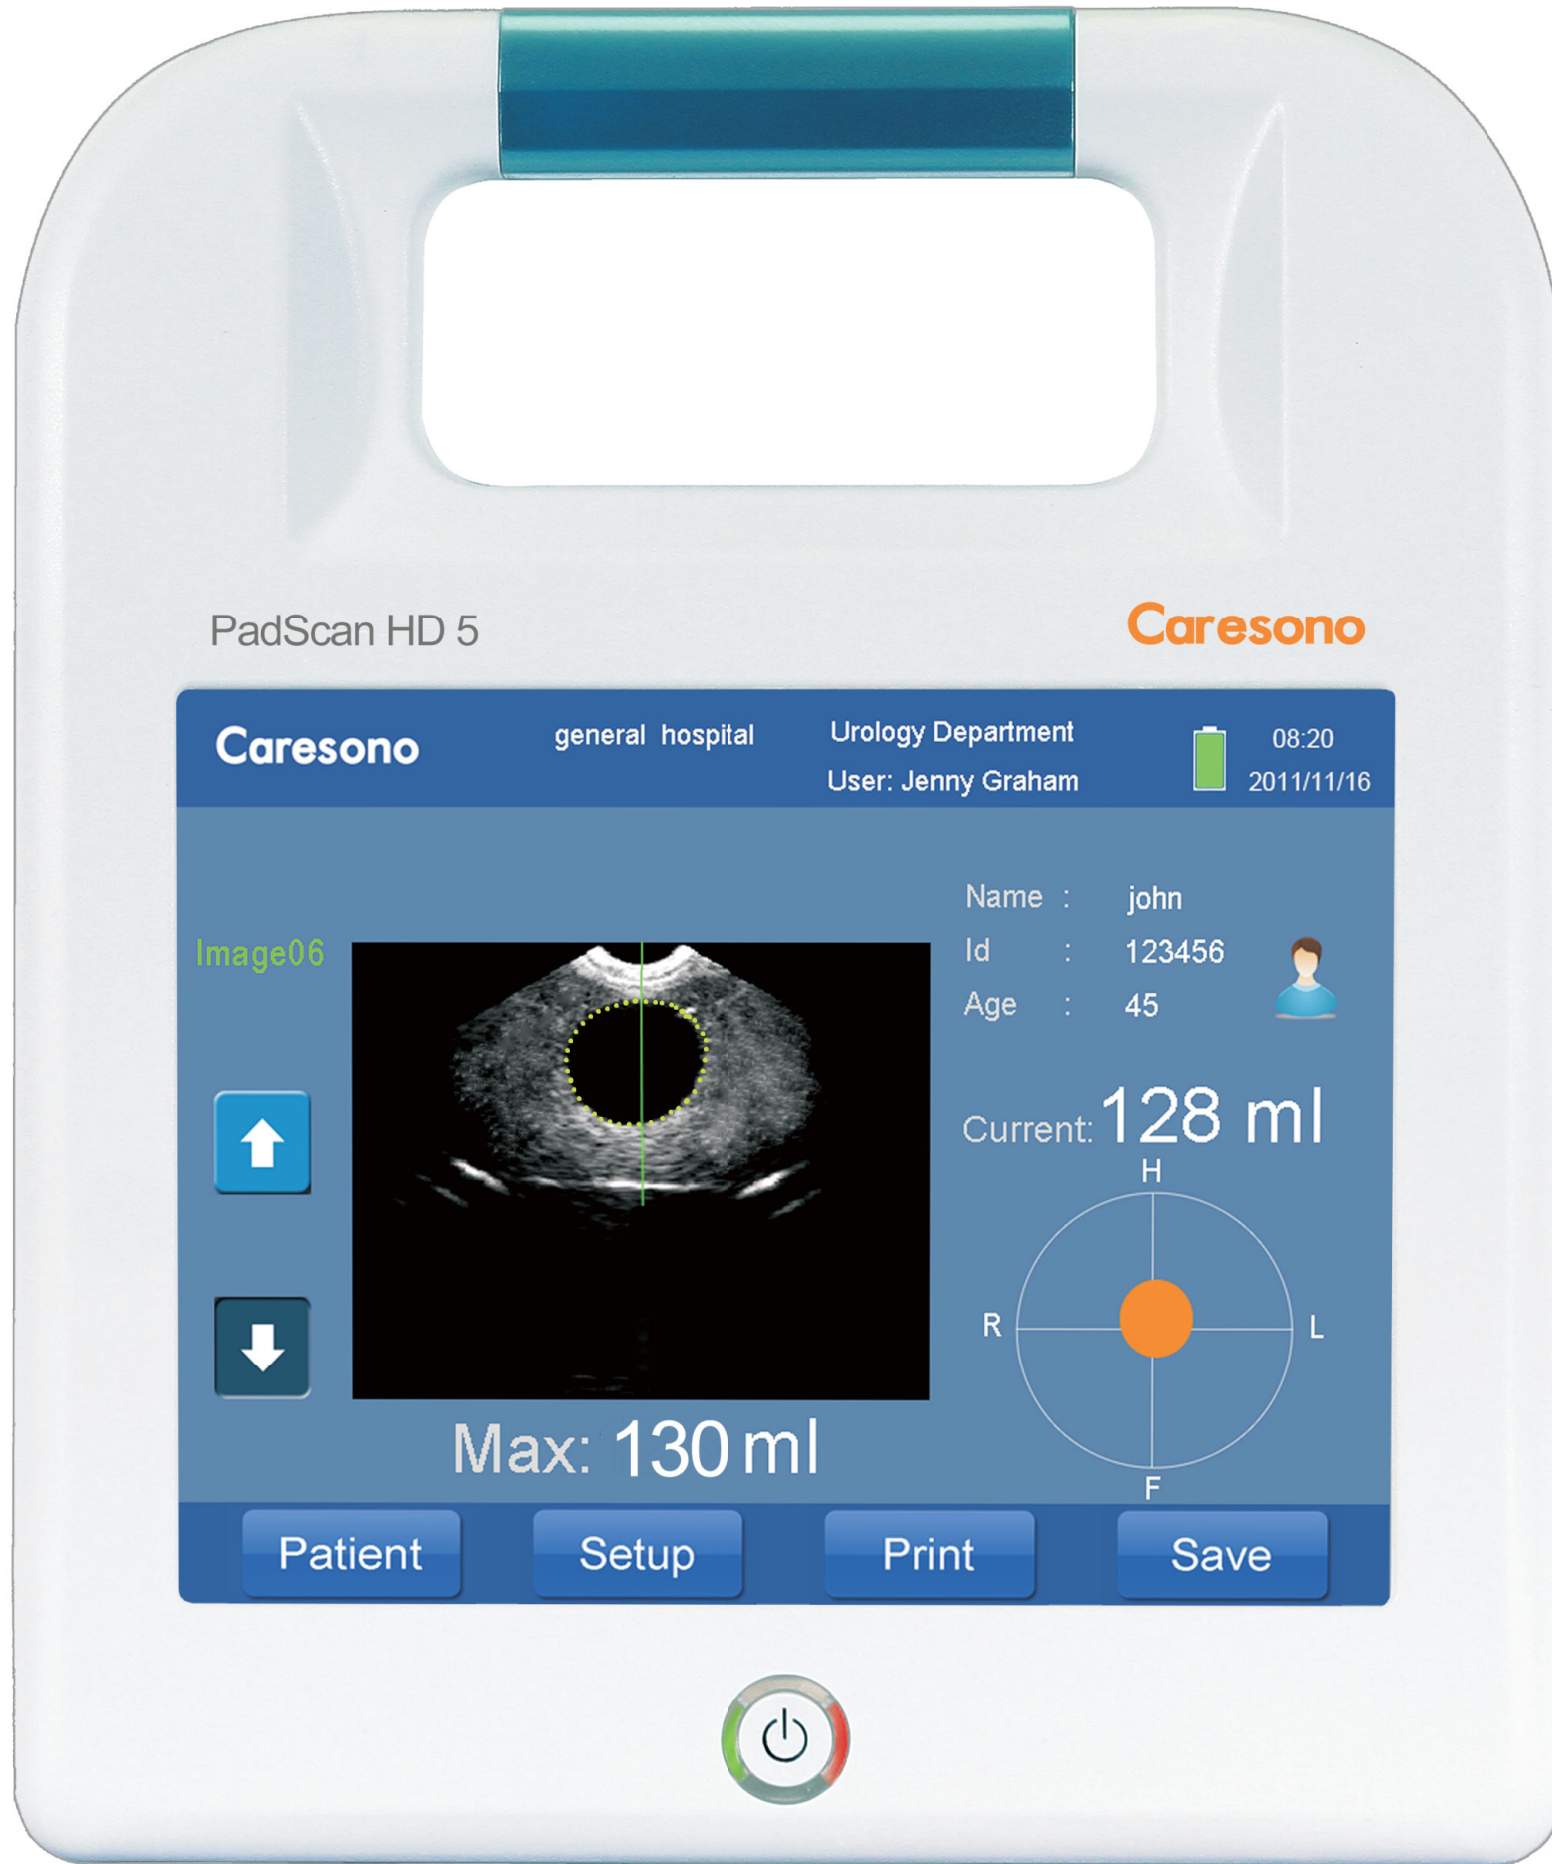 PadScan HD 5
Caresono
Caresono
general hospital
Urology Department
User: Jenny Graham
08:20
2011/11/16
Image06
Name : john
Id : 123456
Age : 45
Current: 128 ml
H
R
L
F
Max: 130 ml
Patient
Setup
Print
Save